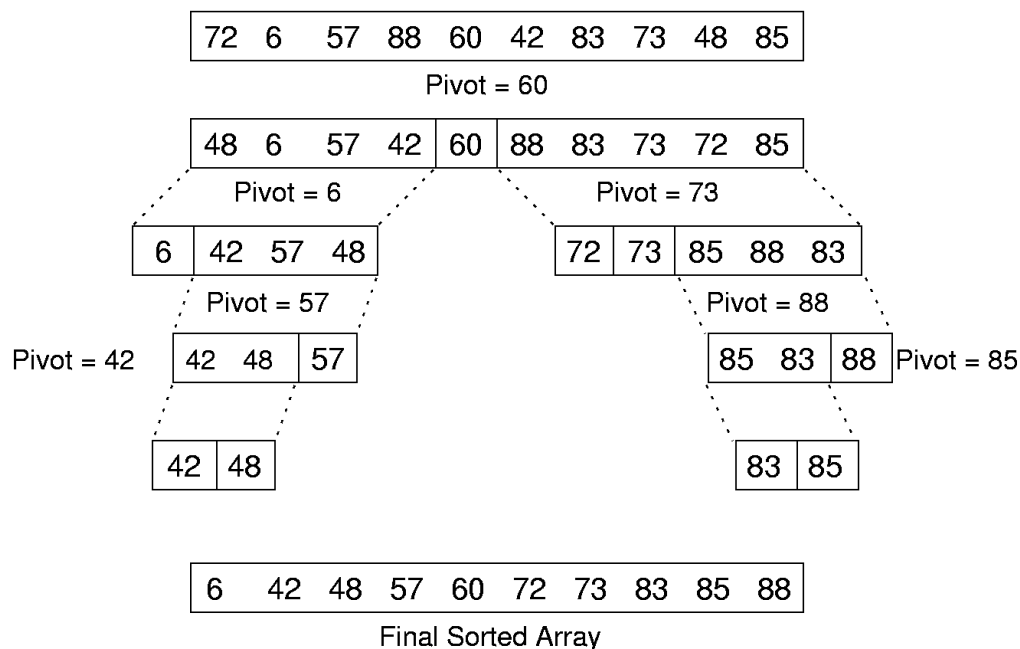 72 6 57 88 60 42 83 73 48 85
Pivot = 60
48 6 57 42 60 88 83 73 72 85
Pivot = 6 Pivot = 73
6 42 57 48 72 73 85 88 83
Pivot = 57 Pivot = 88
Pivot = 42 42 48 57 85 83 88 Pivot = 85
42 48 83 85
6 42 48 57 60 72 73 83 85 88
Final Sorted Array